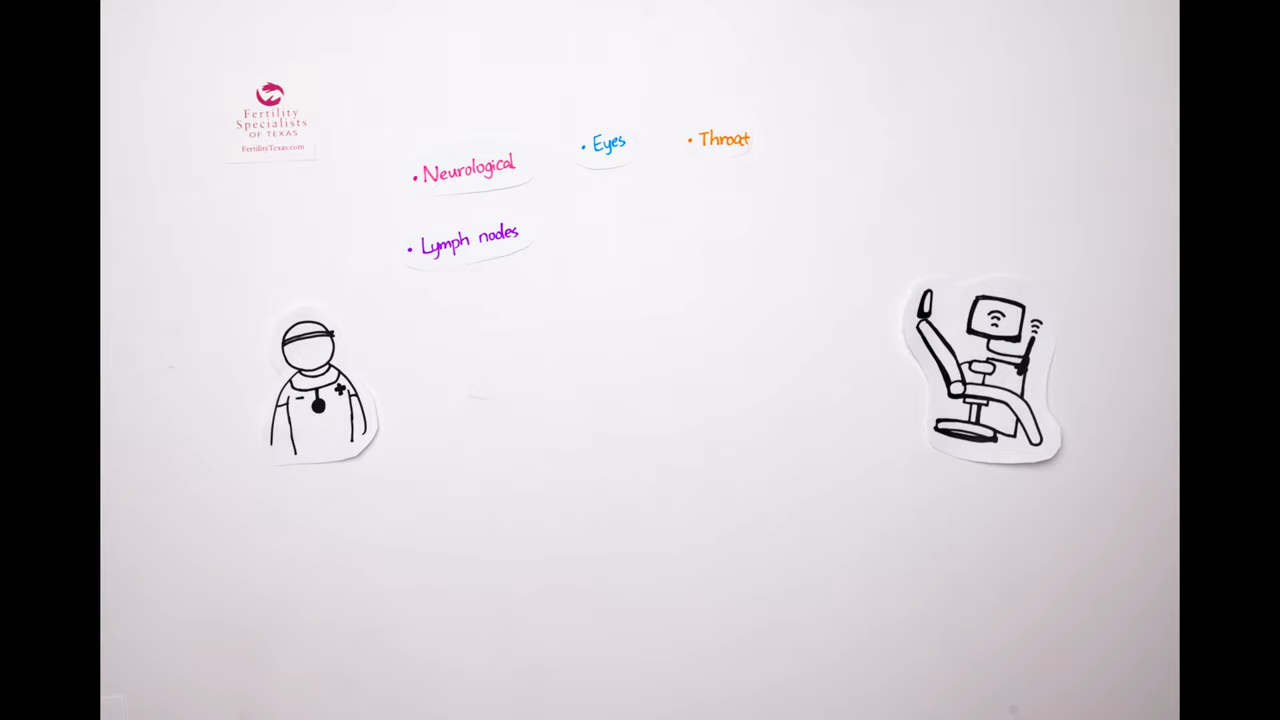 Fertility
Specialists
OF TEXAS
FertilityTexas.com
• Neurological
• Eyes
• Throat
• Lymph nodes